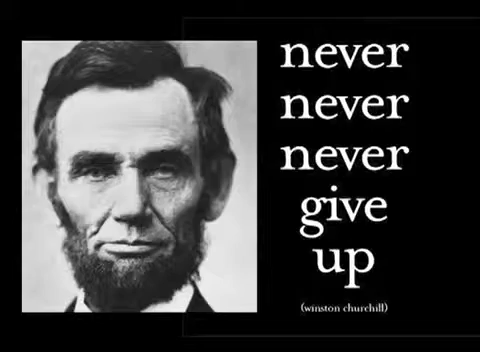 never
never
never
give
up
(winston churchill)